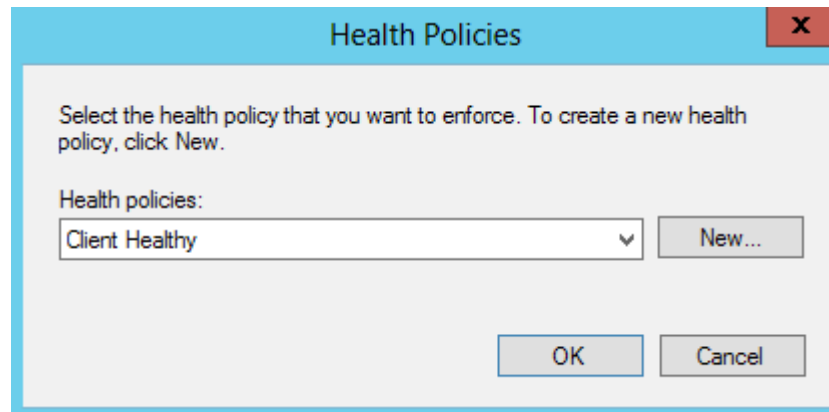 Health Policies
X
Select the health policy that you want to enforce. To create a new health
policy, click New.
Health policies:
Client Healthy
New...
OK
Cancel